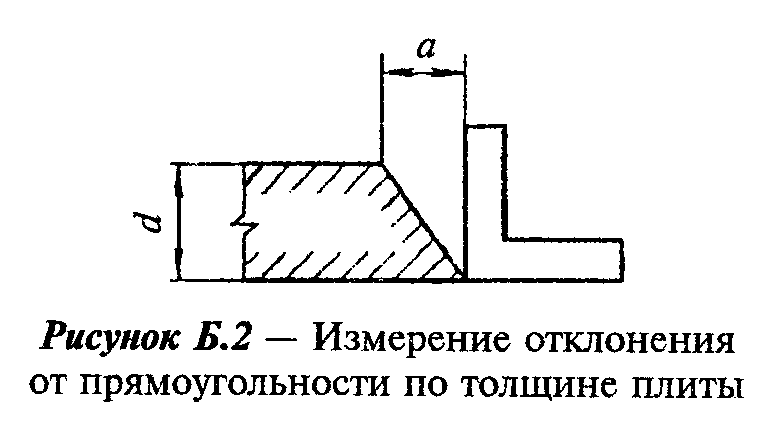 a
d
Рисунок Б.2 — Измерение отклонения
от прямоугольности по толщине плиты